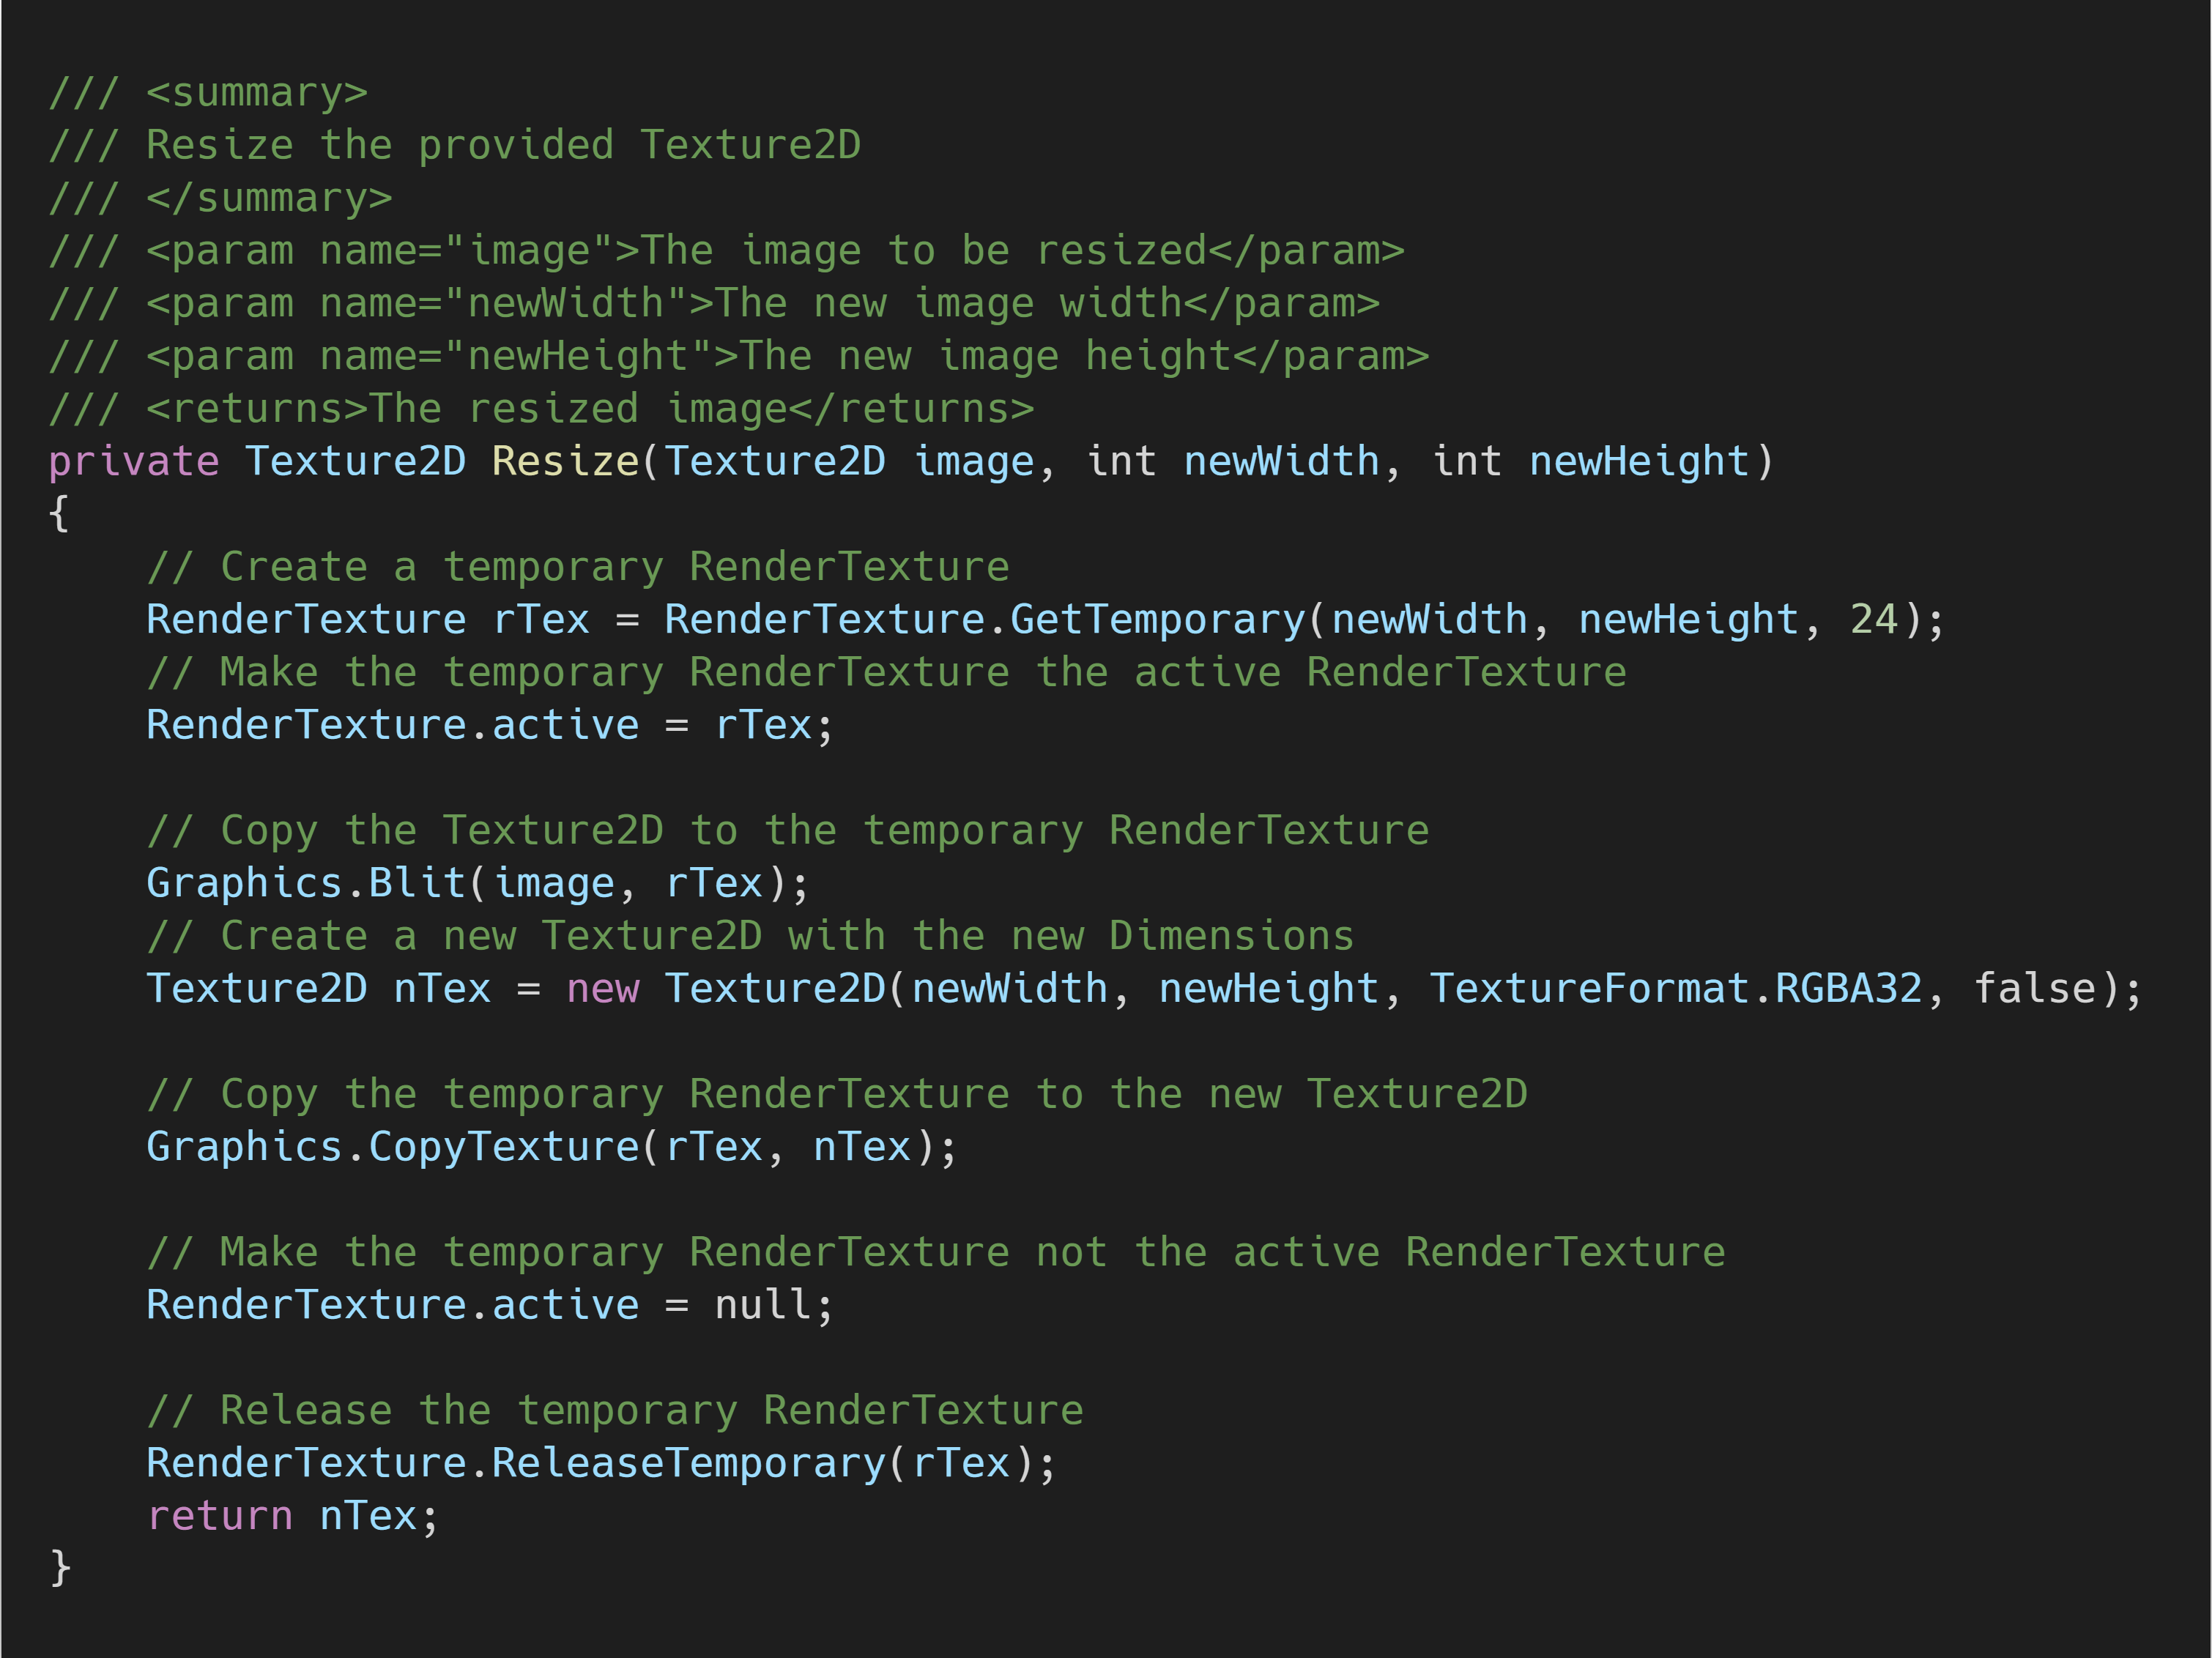 /// <summary>
/// Resize the provided Texture2D
/// </summary>
/// <param name="image">The image to be resized</param>
/// <param name="newWidth">The new image width</param>
/// <param name="newHeight">The new image height</param>
/// <returns>The resized image</returns>
private Texture2D Resize(Texture2D image, int newWidth, int newHeight)
{
    // Create a temporary RenderTexture
    RenderTexture rTex = RenderTexture.GetTemporary(newWidth, newHeight, 24);
    // Make the temporary RenderTexture the active RenderTexture
    RenderTexture.active = rTex;

    // Copy the Texture2D to the temporary RenderTexture
    Graphics.Blit(image, rTex);
    // Create a new Texture2D with the new Dimensions
    Texture2D nTex = new Texture2D(newWidth, newHeight, TextureFormat.RGBA32, false);

    // Copy the temporary RenderTexture to the new Texture2D
    Graphics.CopyTexture(rTex, nTex);

    // Make the temporary RenderTexture not the active RenderTexture
    RenderTexture.active = null;

    // Release the temporary RenderTexture
    RenderTexture.ReleaseTemporary(rTex);
    return nTex;
}